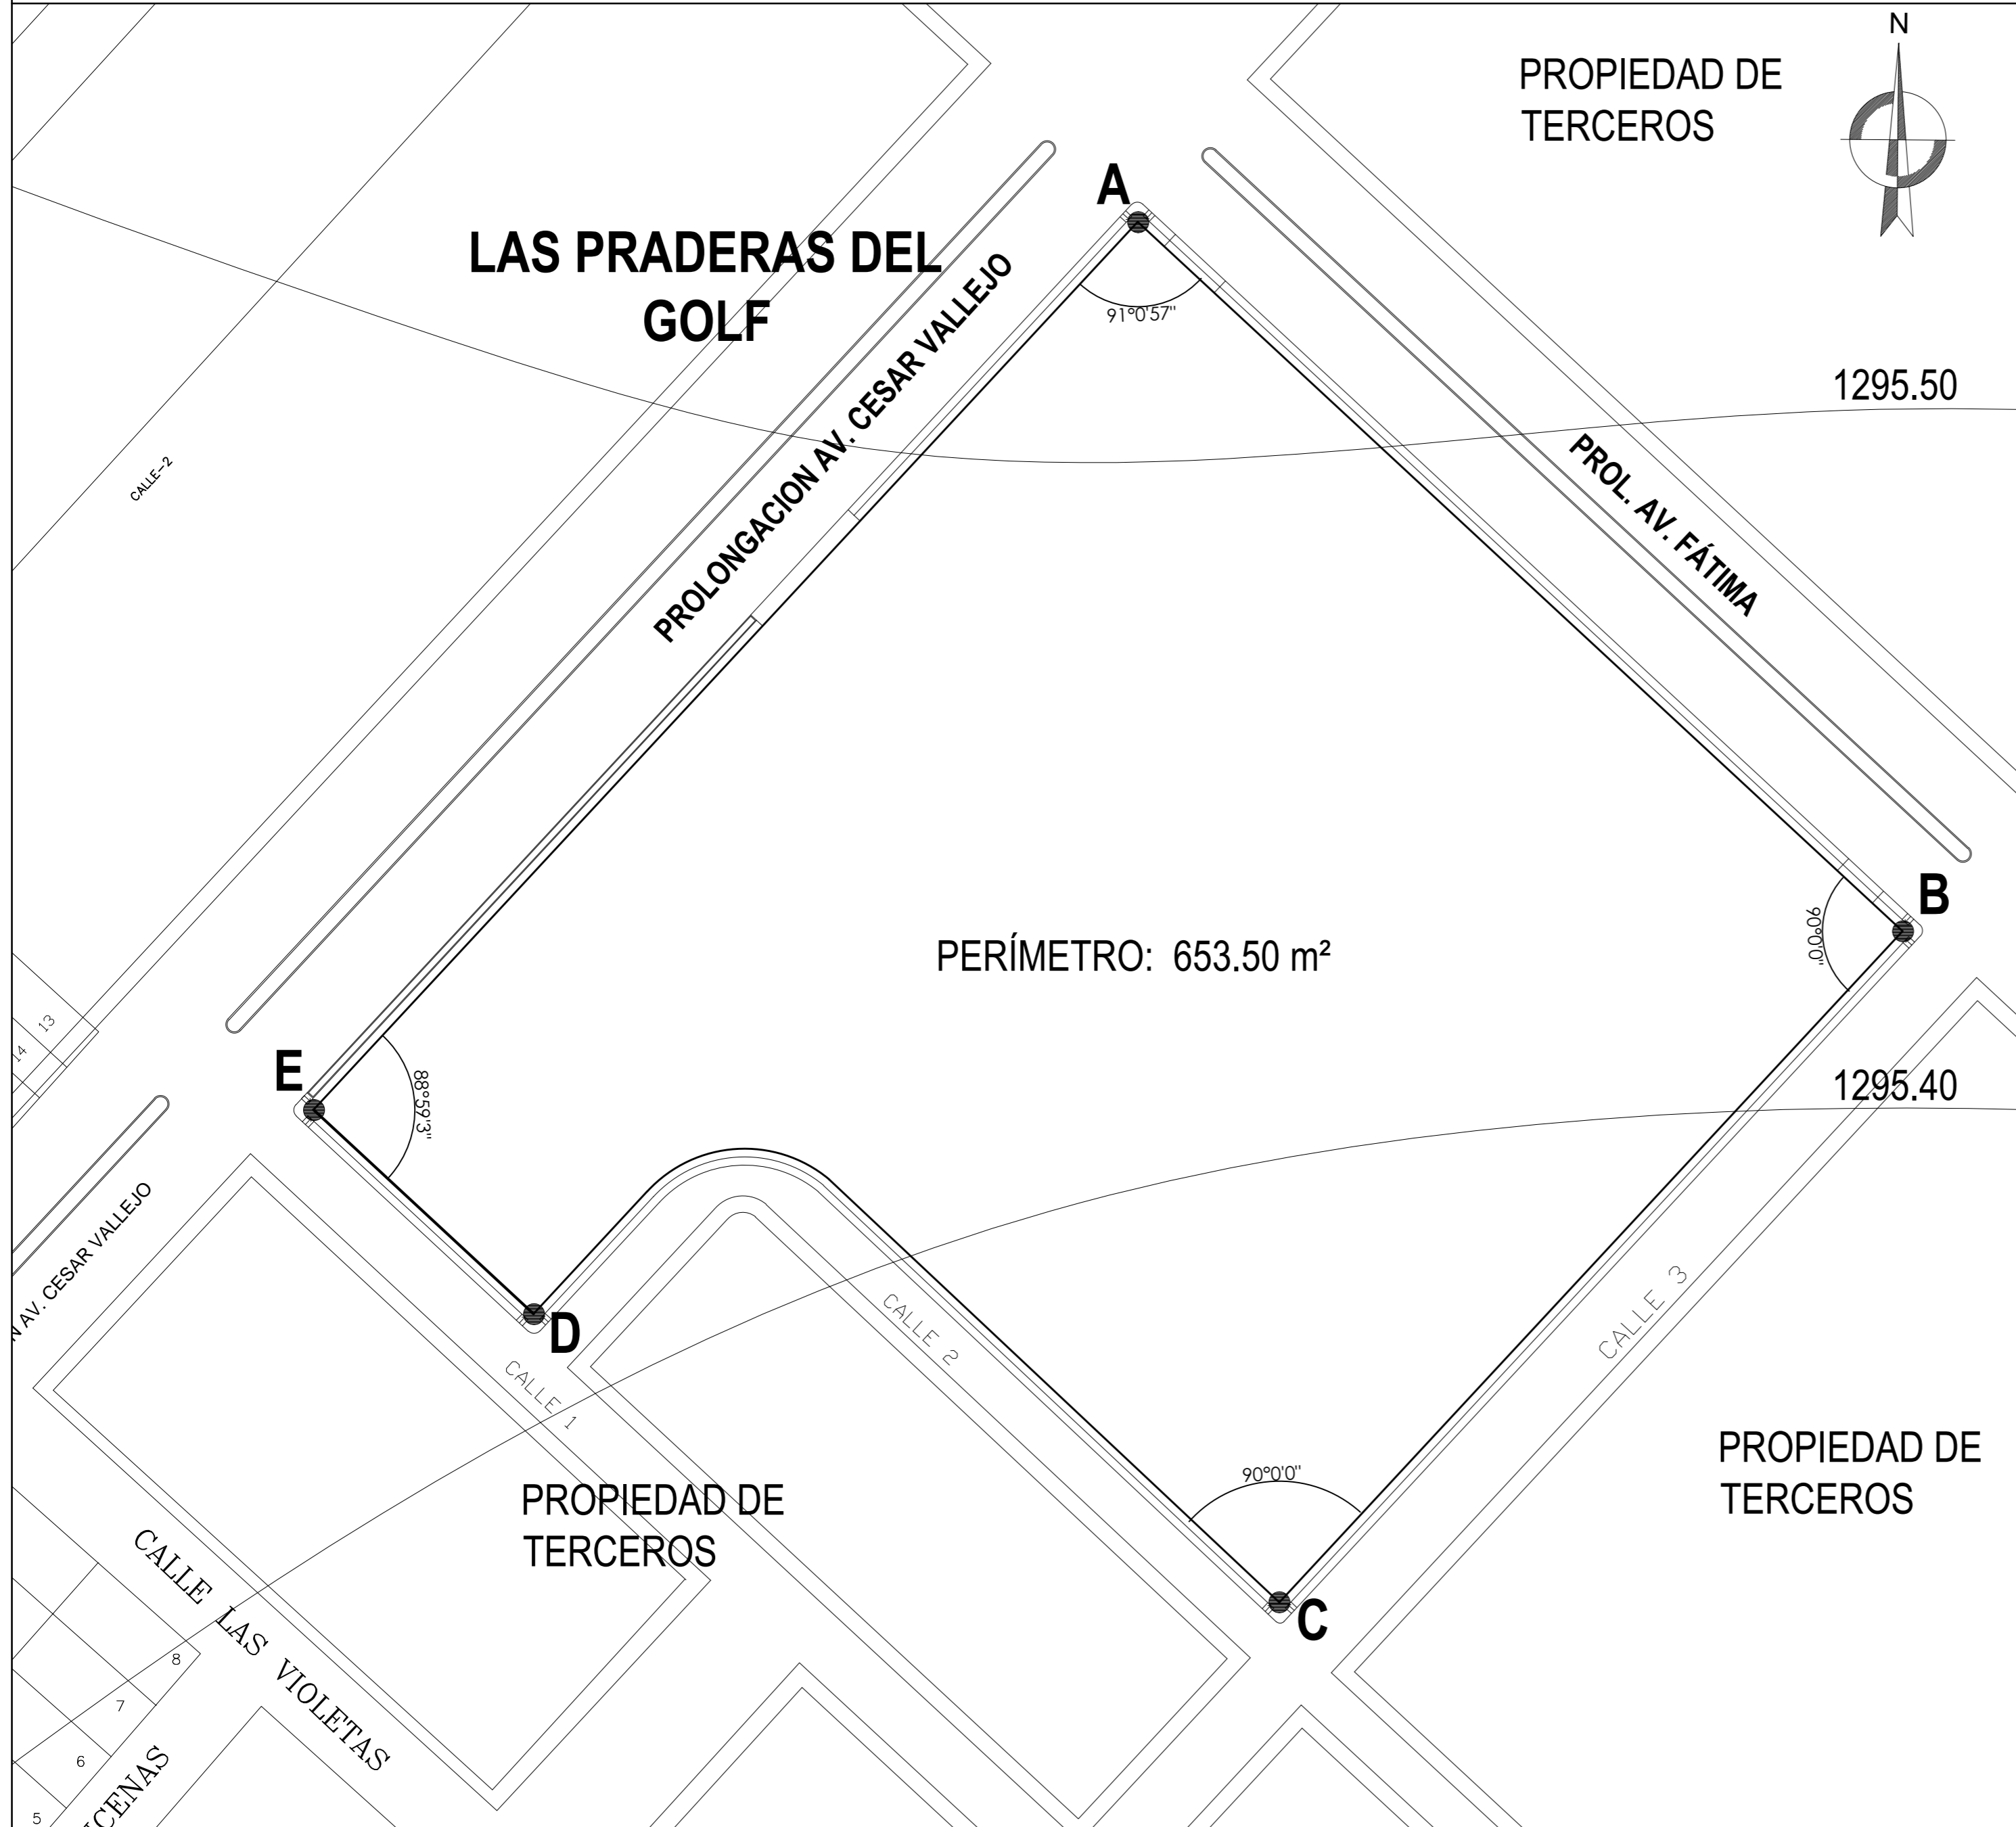 N
PROPIEDAD DE
TERCEROS
A
LAS PRADERAS DEL
GOLF
PROLONGACION AV. CESAR VALLEJO
91°0'57"
1295.50
CALLE-2
PROL. AV. FÁTIMA
B
90°0'0"
PERÍMETRO: 653.50 m²
13
14
E
88°59'3"
1295.40
AV. CESAR VALLEJO
D
CALLE 2
CALLE 3
CALLE 1
PROPIEDAD DE
TERCEROS
90°0'0"
PROPIEDAD DE
TERCEROS
C
CALLE LAS VIOLETAS
8
7
6
5